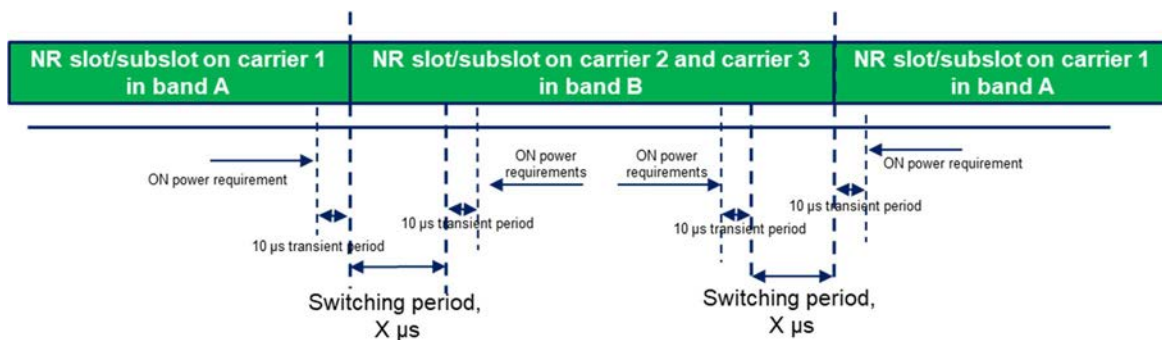 NR slot/subslot on carrier 1
in band A
NR slot/subslot on carrier 2 and carrier 3
in band B
NR slot/subslot on carrier 1
in band A
ON power requirement
ON power
requirements
ON power
requirements
ON power requirement
10 µs transient period
10 µs transient period
10 µs transient period
10 µs transient period
Switching period,
X µs
Switching period,
X µs